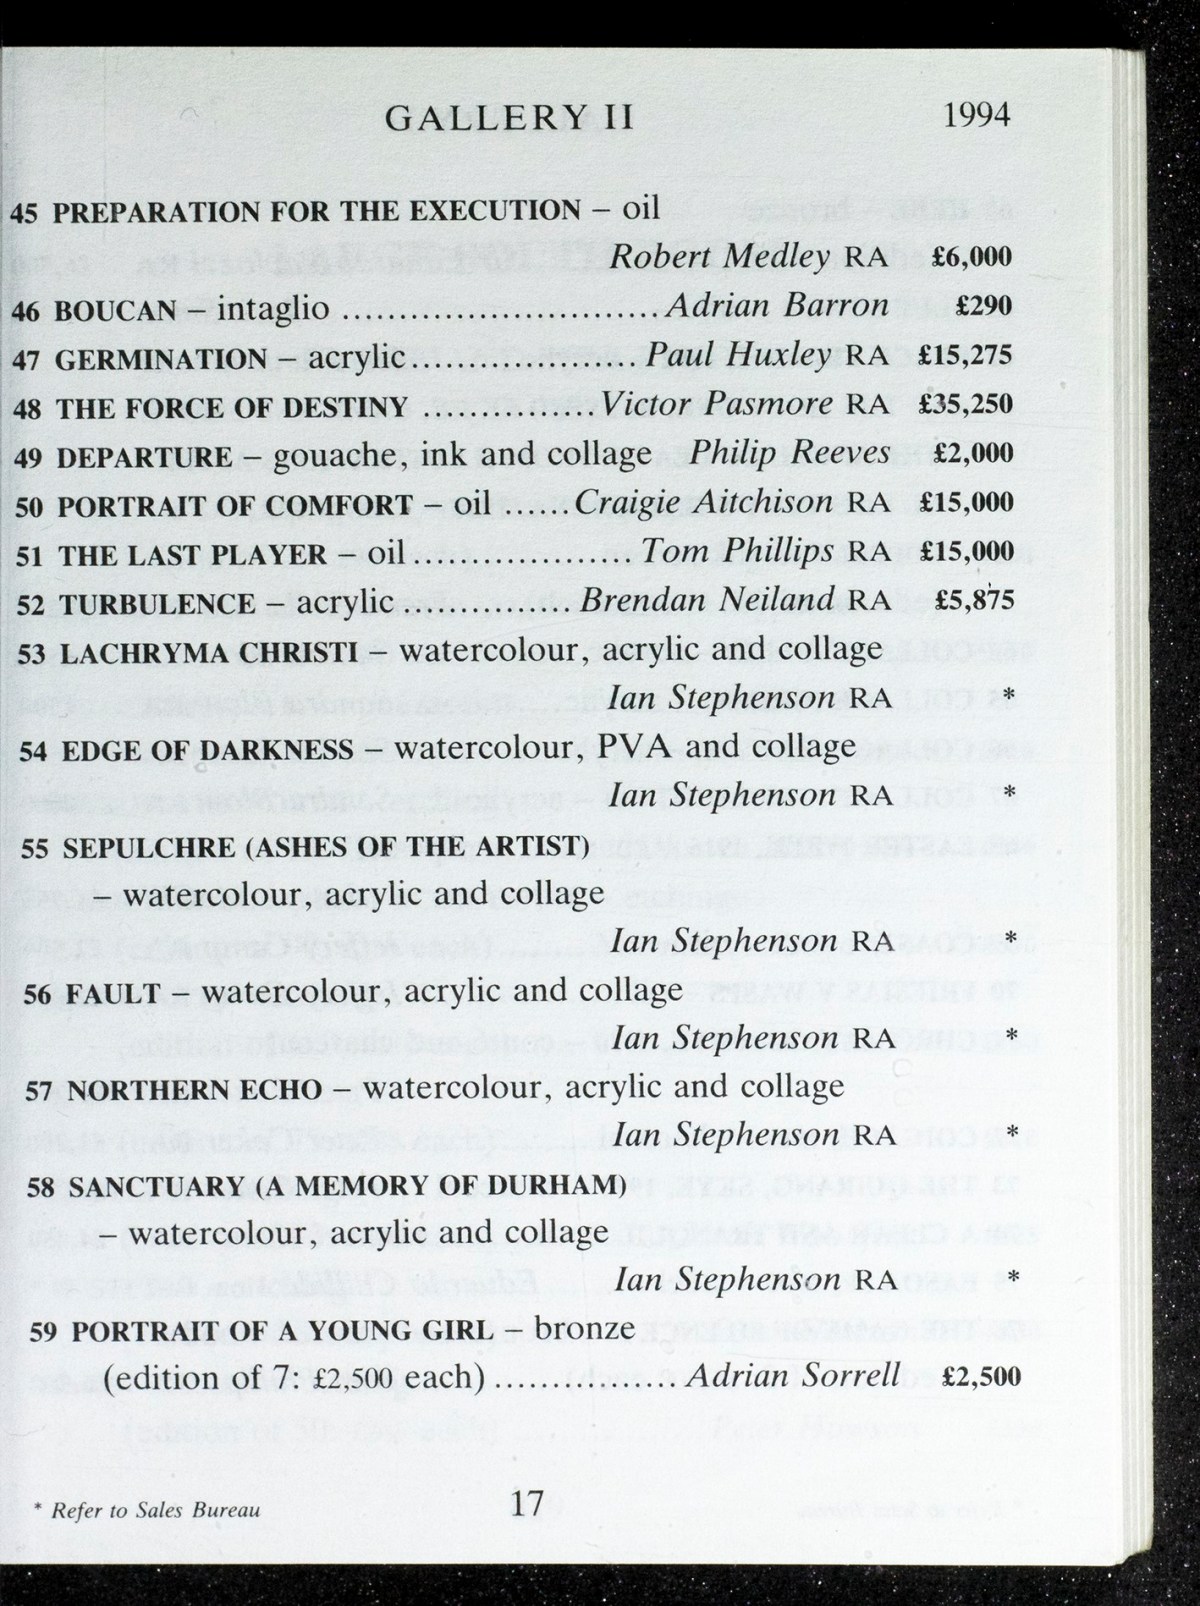 GALLERY II 1994
45 PREPARATION FOR THE EXECUTION – oil
Robert Medley RA £6,000
46 BOUCAN – intaglio ............................ Adrian Barron £290
47 GERMINATION – acrylic.................... Paul Huxley RA £15,275
48 THE FORCE OF DESTINY ............... Victor Pasmore RA £35,250
49 DEPARTURE – gouache, ink and collage Philip Reeves £2,000
50 PORTRAIT OF COMFORT – oil ...... Craigie Aitchison RA £15,000
51 THE LAST PLAYER – oil................... Tom Phillips RA £15,000
52 TURBULENCE – acrylic............... Brendan Neiland RA £5,875
53 LACHRYMA CHRISTI – watercolour, acrylic and collage
Ian Stephenson RA *
54 EDGE OF DARKNESS – watercolour, PVA and collage
Ian Stephenson RA *
55 SEPULCHRE (ASHES OF THE ARTIST)
– watercolour, acrylic and collage
Ian Stephenson RA *
56 FAULT – watercolour, acrylic and collage
Ian Stephenson RA *
57 NORTHERN ECHO – watercolour, acrylic and collage
Ian Stephenson RA *
58 SANCTUARY (A MEMORY OF DURHAM)
– watercolour, acrylic and collage
Ian Stephenson RA *
59 PORTRAIT OF A YOUNG GIRL – bronze
(edition of 7: £2,500 each)................ Adrian Sorrell £2,500
* Refer to Sales Bureau 17